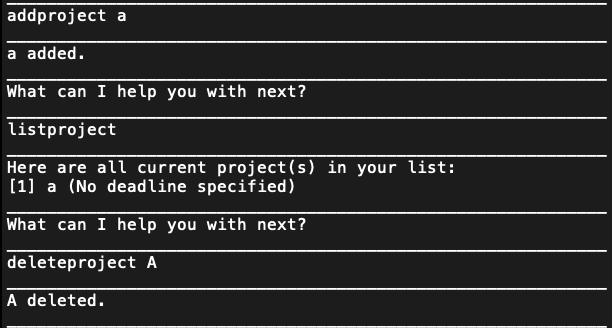 addproject a
a added.
What can I help you with next?
listproject
Here are all current project(s) in your list:
[1] a (No deadline specified)
What can I help you with next?
deleteproject A
A deleted.